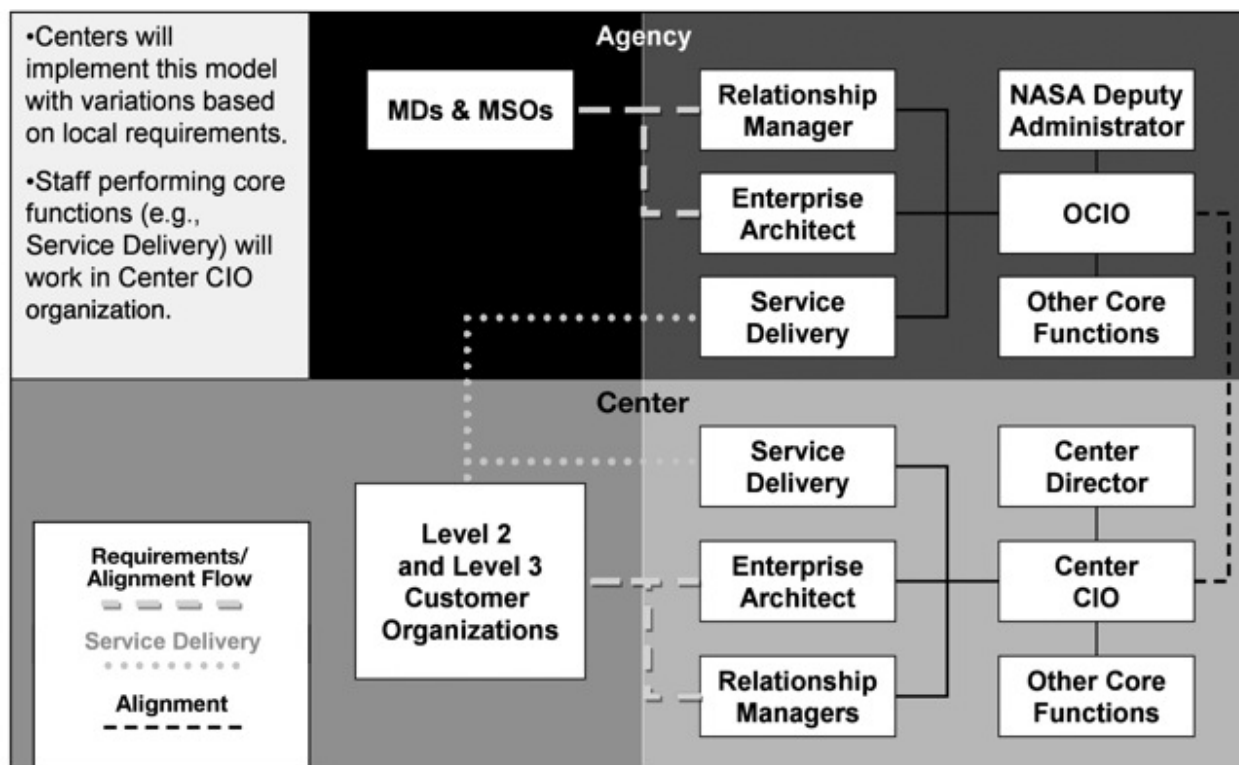 •Centers will
implement this model
with variations based
on local requirements.
•Staff performing core
functions (e.g.,
Service Delivery) will
work in Center CIO
organization.
Agency
MDs & MSOs
Relationship
Manager
NASA Deputy
Administrator
Enterprise
Architect
OCIO
Service
Delivery
Other Core
Functions
Center
Service
Delivery
Center
Director
Level 2
and Level 3
Customer
Organizations
Enterprise
Architect
Center
CIO
Relationship
Managers
Other Core
Functions
Requirements/
Alignment Flow
Service Delivery
Alignment